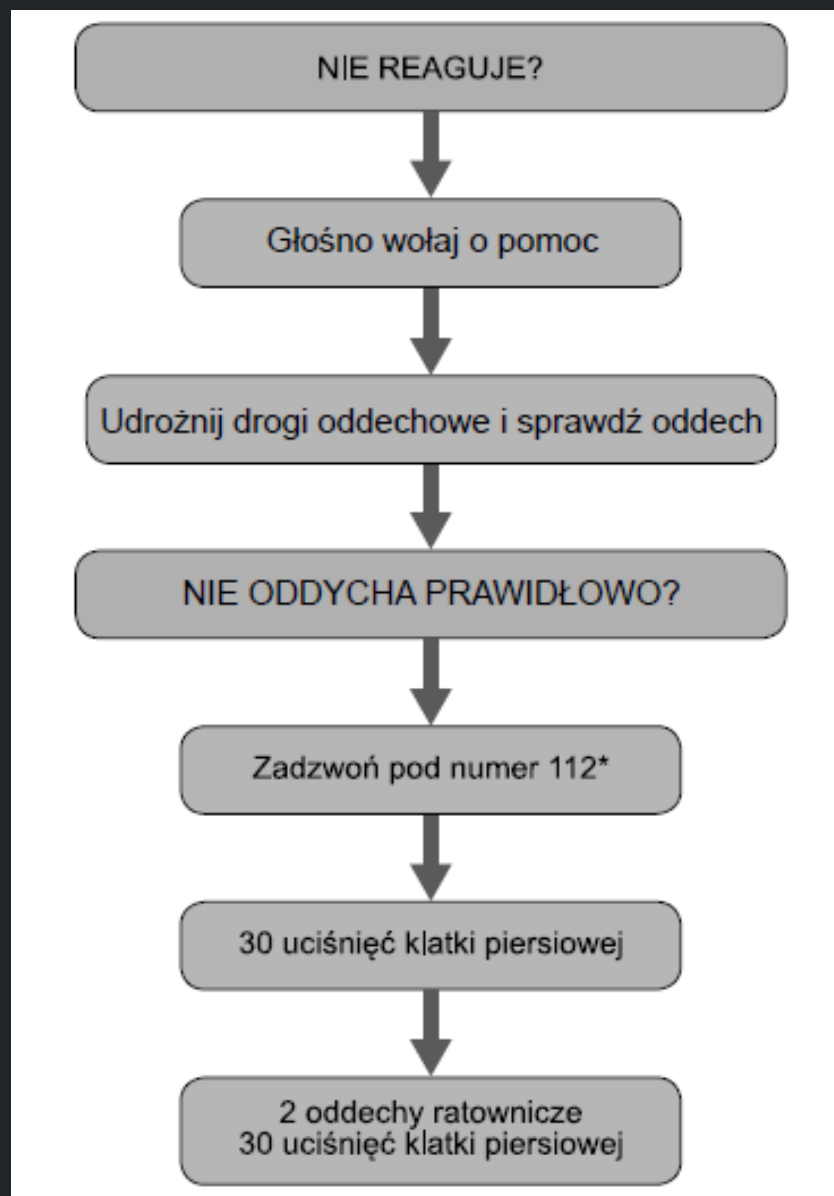 NIE REAGUJE?
Głośno wołaj o pomoc
Udrożnij drogi oddechowe i sprawdź oddech
NIE ODDYCHA PRAWIDŁOWO?
Zadzwoń pod numer 112*
30 uciśnięć klatki piersiowej
2 oddechy ratownicze
30 uciśnięć klatki piersiowej